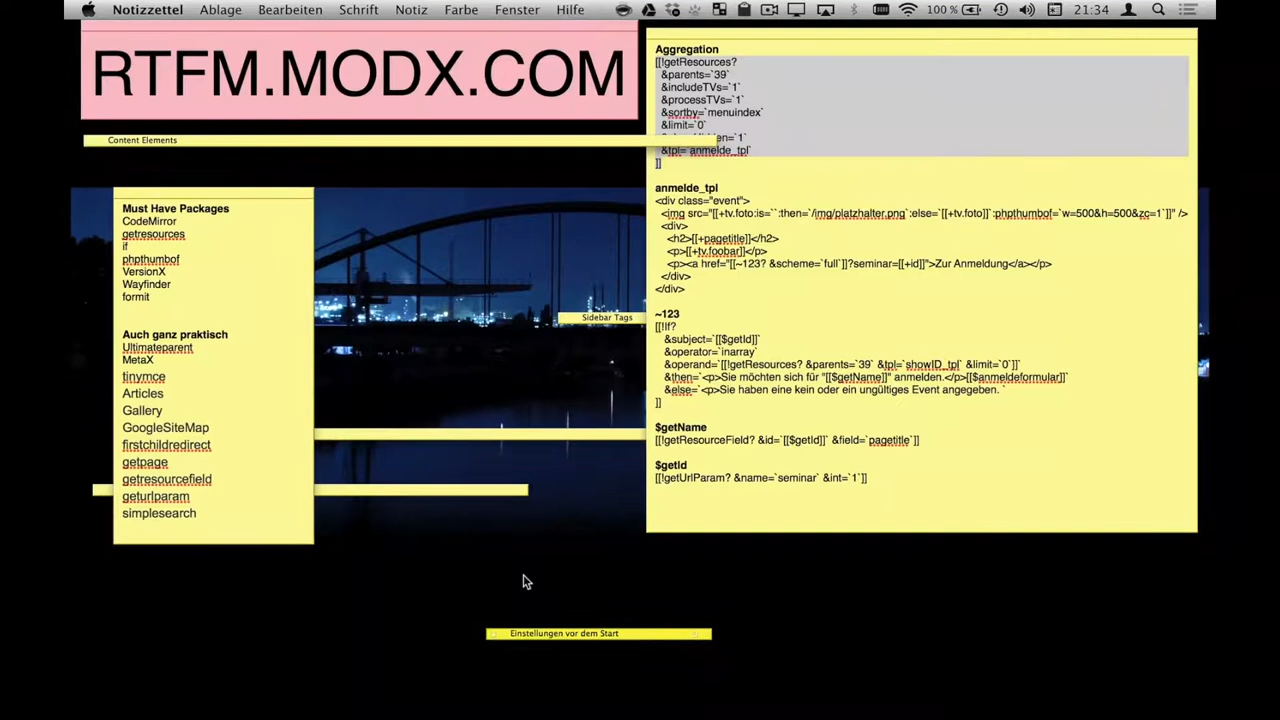 Notizzettel Ablage Bearbeiten Schrift Notiz Farbe Fenster Hilfe 100 % 21:34
RTFM.MODX.COM
Content Elements
Must Have Packages
CodeMirror
getresources
if
phpthumbof
VersionX
Wayfinder
formit
Auch ganz praktisch
Ultimateparent
MetaX
tinymce
Articles
Gallery
GoogleSiteMap
firstchildredirect
getpage
getresourcefield
geturlparam
simplesearch
Sidebar Tags
Einstellungen vor dem Start
Aggregation
[[!getResources?
&parents=`39`
&includeTVs=`1`
&processTVs=`1`
&sortby=`menuindex`
&limit=`0`
en=`1`
&tpl=`anmelde_tpl`
]]
anmelde_tpl
<div class="event">
<img src="[[+tv.foto:is=``:then=`/img/platzhalter.png`:else=`[[+tv.foto]]`:phpthumbof=`w=500&h=500&zc=1`]]" />
<div>
<h2>[[+pagetitle]]</h2>
<p>[[+tv.foobar]]</p>
<p><a href="[[~123? &scheme=`full`]]?seminar=[[+id]]">Zur Anmeldung</a></p>
</div>
</div>
~123
[[!If?
&subject=`[[$getId]]`
&operator=`inarray`
&operand=`[[!getResources? &parents=`39` &tpl=`showID_tpl` &limit=`0`]]`
&then=`<p>Sie möchten sich für "[[$getName]]" anmelden.</p>[[$anmeldeformular]]`
&else=`<p>Sie haben eine kein oder ein ungültiges Event angegeben. `
]]
$getName
[[!getResourceField? &id=`[[$getId]]` &field=`pagetitle`]]
$getId
[[!getUrlParam? &name=`seminar` &int=`1`]]